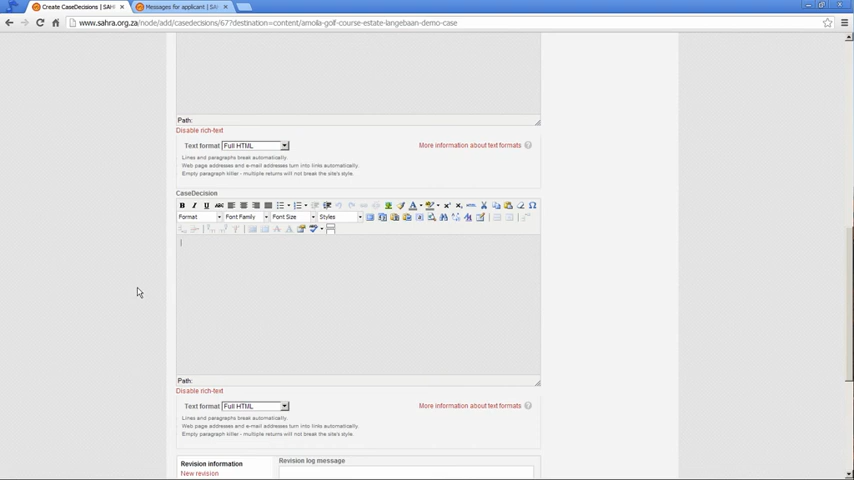 Create CaseDecisions | SAH
Messages for applicant | SAH
www.sahra.org.za/node/add/casedecisions/677destination=content/amolla-golf-course-estate-langebaan-demo-case
Path:
Disable rich-text
Text format Full HTML More information about text formats ?
Lines and paragraphs break automatically.
Web page addresses and e-mail addresses turn into links automatically.
Empty paragraph killer - multiple returns will not break the site's style.
CaseDecision
B I U ABC
Format Font Family Font Size Styles
Path:
Disable rich-text
Text format Full HTML More information about text formats ?
Lines and paragraphs break automatically.
Web page addresses and e-mail addresses turn into links automatically.
Empty paragraph killer - multiple returns will not break the site's style.
Revision information Revision log message
New revision